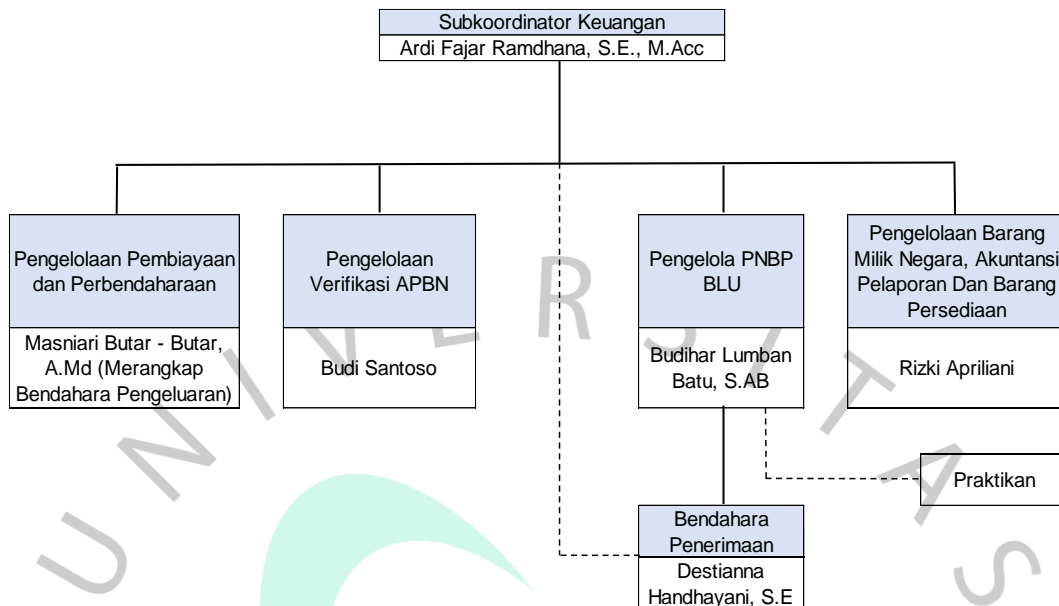 Subkoordinator Keuangan
Ardi Fajar Ramdhana, S.E., M.Acc
Pengelolaan Pembiayaan
dan Perbendaharaan
Masniari Butar - Butar,
A.Md (Merangkap
Bendahara Pengeluaran)
Pengelolaan
Verifikasi APBN
Budi Santoso
Pengelola PNBP
BLU
Budihar Lumban
Batu, S.AB
Pengelolaan Barang
Milik Negara, Akuntansi
Pelaporan Dan Barang
Persediaan
Rizki Apriliani
Praktikan
Bendahara
Penerimaan
Destianna
Handhayani, S.E
UNIVERSITAS